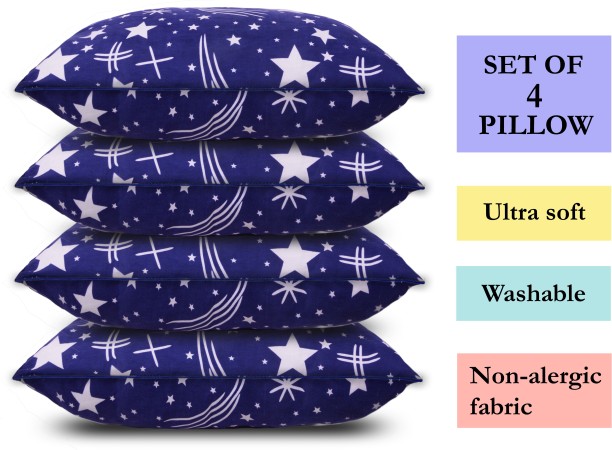 SET OF
4
PILLOW
Ultra soft
Washable
Non-alergic
fabric